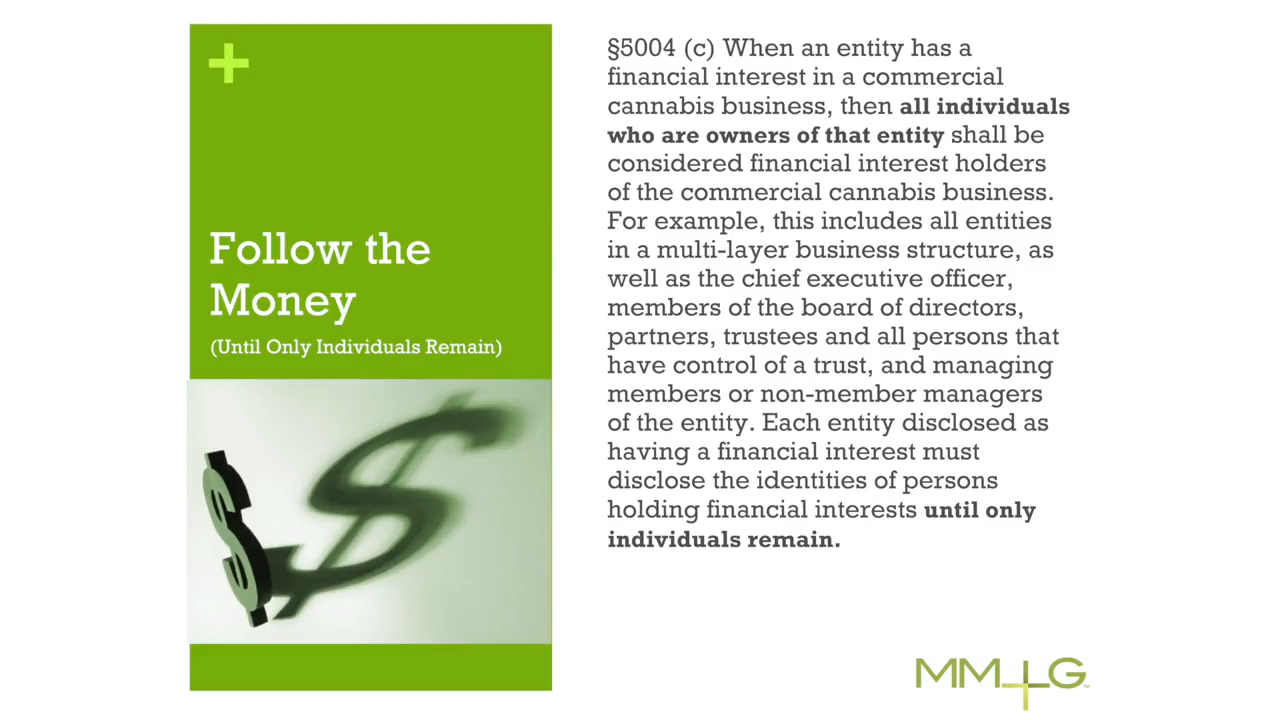 +
Follow the
Money
(Until Only Individuals Remain)
§5004 (c) When an entity has a
financial interest in a commercial
cannabis business, then all individuals
who are owners of that entity shall be
considered financial interest holders
of the commercial cannabis business.
For example, this includes all entities
in a multi-layer business structure, as
well as the chief executive officer,
members of the board of directors,
partners, trustees and all persons that
have control of a trust, and managing
members or non-member managers
of the entity. Each entity disclosed as
having a financial interest must
disclose the identities of persons
holding financial interests until only
individuals remain.
MMLG